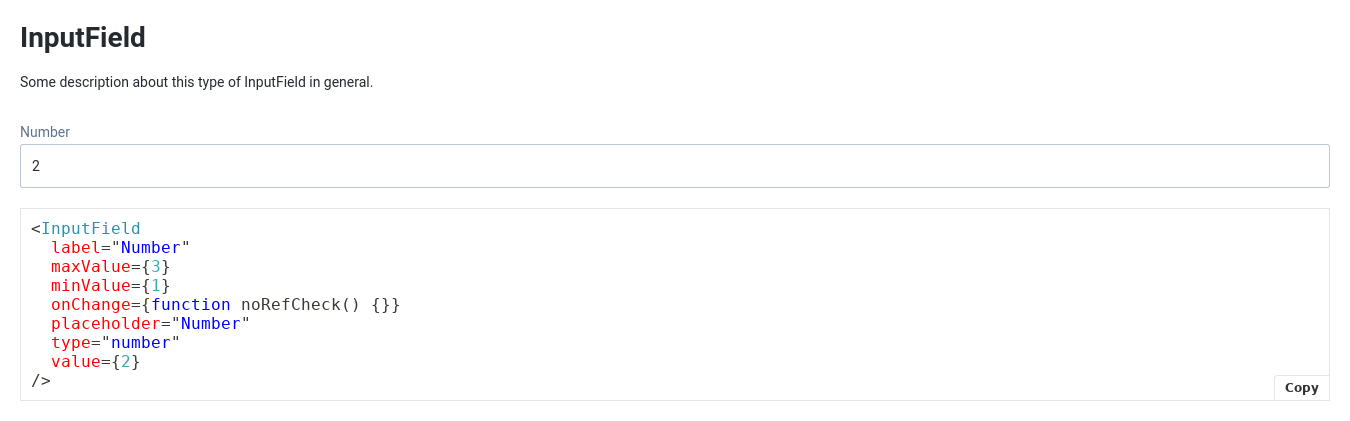 InputField
Some description about this type of InputField in general.
Number
2
<InputField
  label="Number"
  maxValue={3}
  minValue={1}
  onChange={function noRefCheck() {}}
  placeholder="Number"
  type="number"
  value={2}
/>
Copy